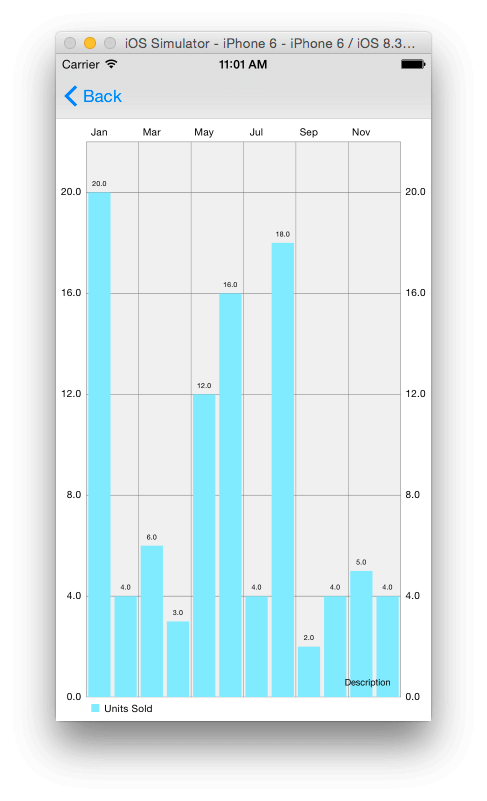 iOS Simulator - iPhone 6 - iPhone 6 / iOS 8.3...
Carrier 11:01 AM
Back
Jan Mar May Jul Sep Nov
20.0
20.0 20.0
18.0
16.0 16.0 16.0
12.0
12.0 12.0
8.0 8.0
6.0
5.0
4.0 4.0 4.0 4.0
4.0 4.0
3.0
2.0
Description
0.0 0.0
Units Sold